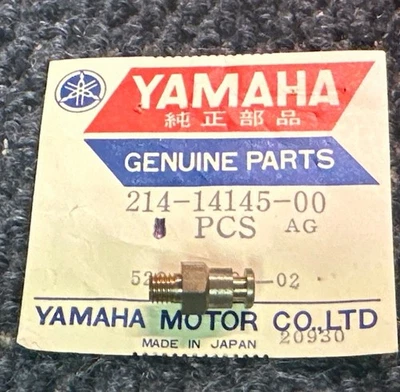 YAMAHA
純正部品
GENUINE PARTS
214-14145-00
1 PCS AG
02
YAMAHA MOTOR CO.,LTD
MADE IN JAPAN 20930